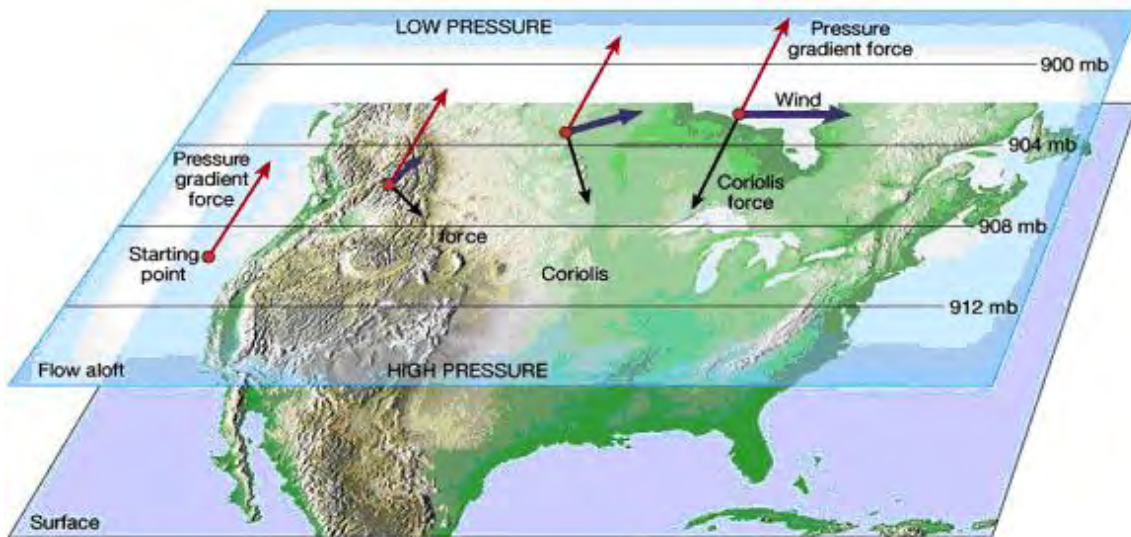 LOW PRESSURE
Pressure
gradient force
900 mb
Wind
904 mb
Pressure
gradient
force
Coriolis
force
force
908 mb
Starting
point
Coriolis
912 mb
Flow aloft
HIGH PRESSURE
Surface